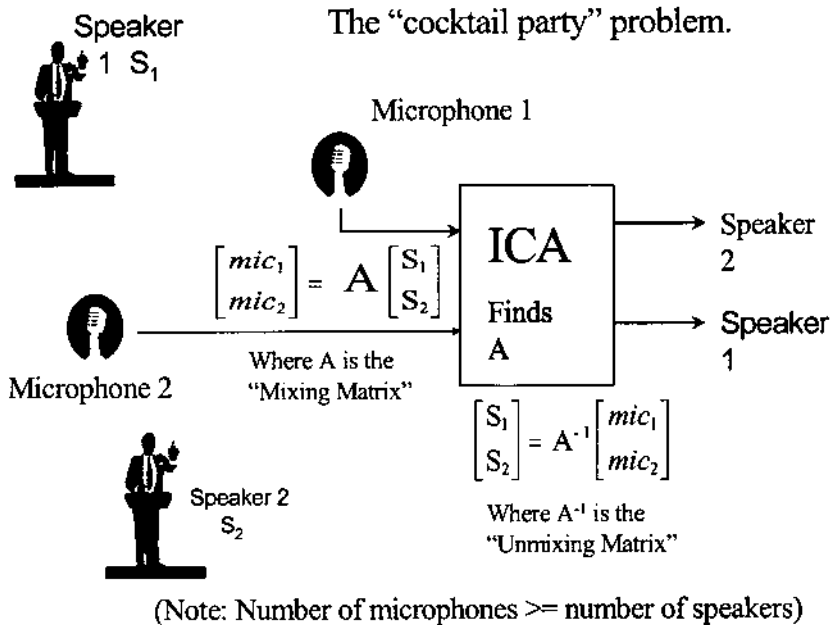 The “cocktail party” problem.
Speaker
1 S₁
Microphone 1
ICA
Finds
A
Speaker
2
Speaker
1
[mic₁
mic₂] = A [S₁
S₂]
Where A is the
“Mixing Matrix”
Microphone 2
[S₁
S₂] = A⁻¹ [mic₁
mic₂]
Where A⁻¹ is the
“Unmixing Matrix”
Speaker 2
S₂
(Note: Number of microphones >= number of speakers)